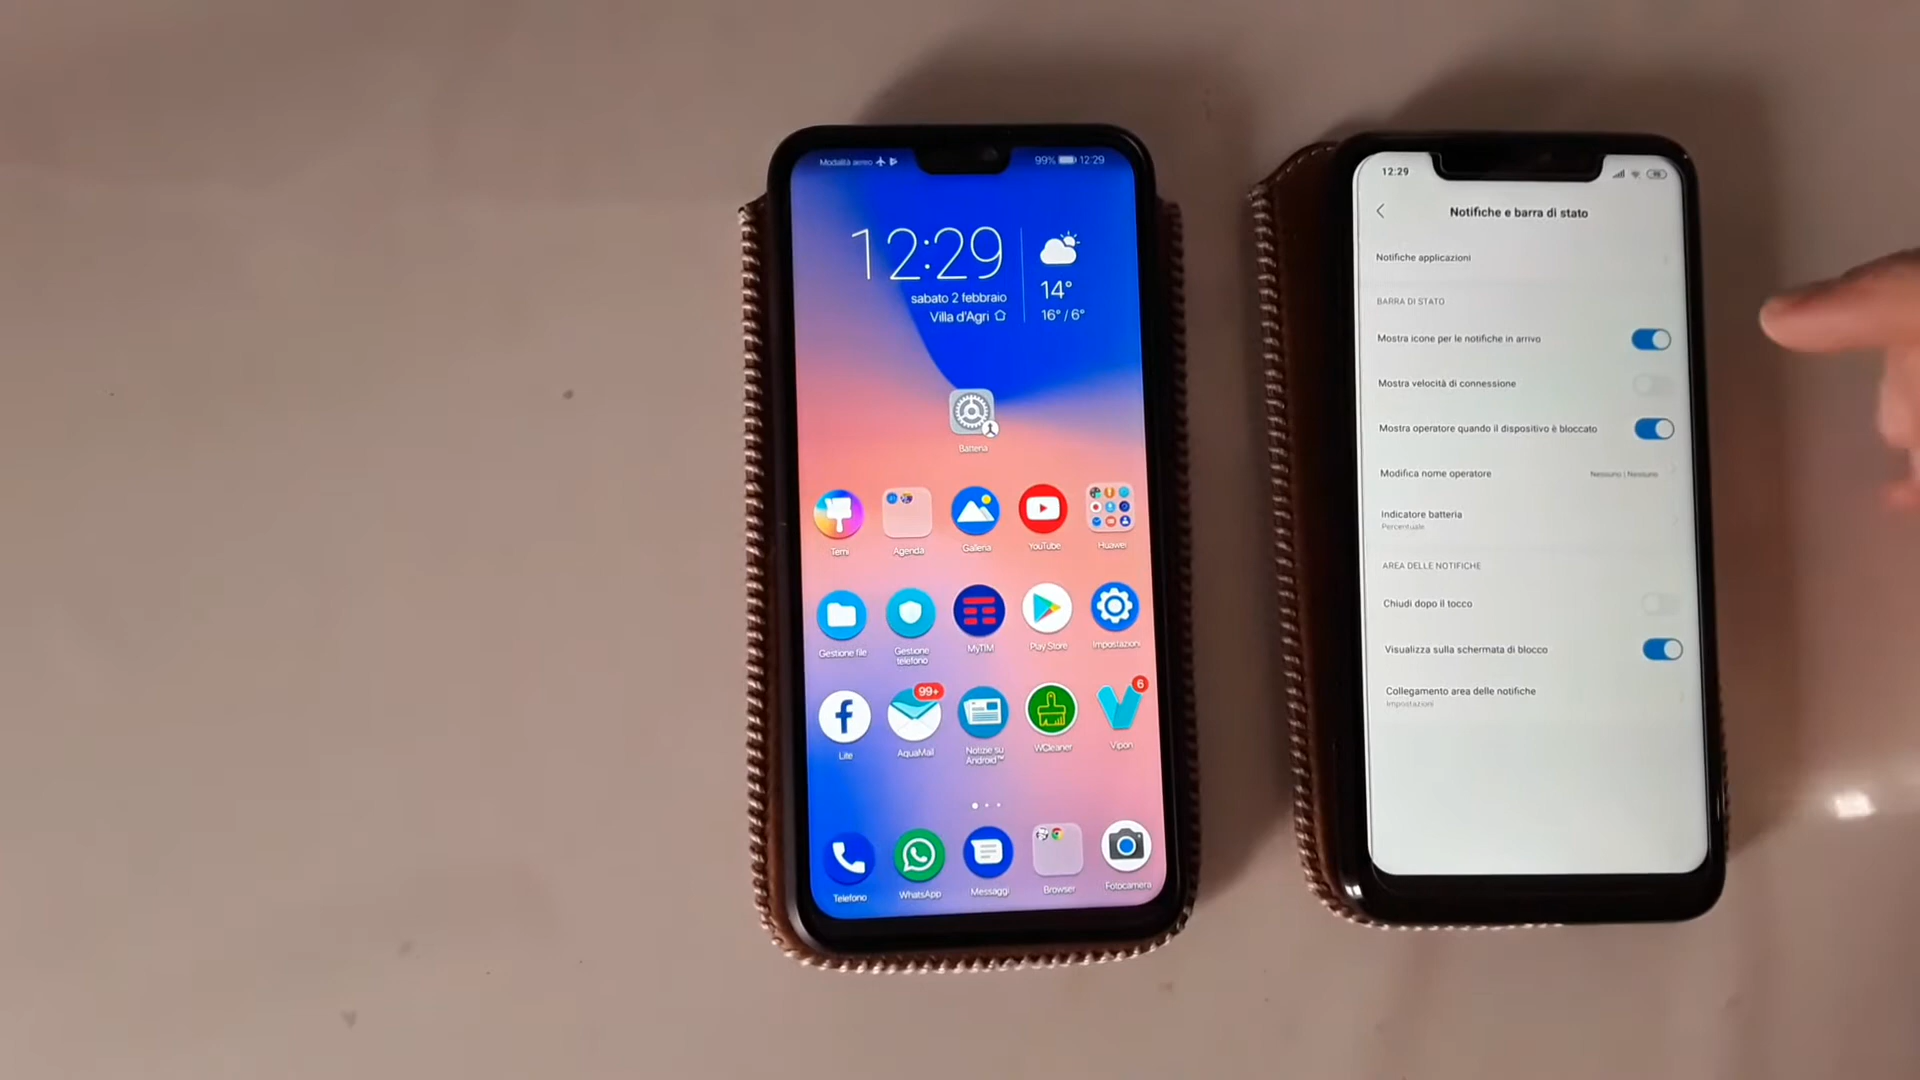 Modalità aereo
99% 12:29
12:29
sabato 2 febbraio
Villa d'Agri
14°
16° / 6°
Batteria
Temi
Agenda
Galleria
YouTube
Huawei
Gestione file
Gestione
telefono
MyTIM
Play Store
Impostazioni
99+
6
Lite
AquaMail
Notizie su
Android™
WCleaner
Vipon
Telefono
WhatsApp
Messaggi
Browser
Fotocamera
12:29
Notifiche e barra di stato
Notifiche applicazioni
BARRA DI STATO
Mostra icone per le notifiche in arrivo
Mostra velocità di connessione
Mostra operatore quando il dispositivo è bloccato
Modifica nome operatore
Nessuno | Nessuno
Indicatore batteria
Percentuale
AREA DELLE NOTIFICHE
Chiudi dopo il tocco
Visualizza sulla schermata di blocco
Collegamento area delle notifiche
Impostazioni